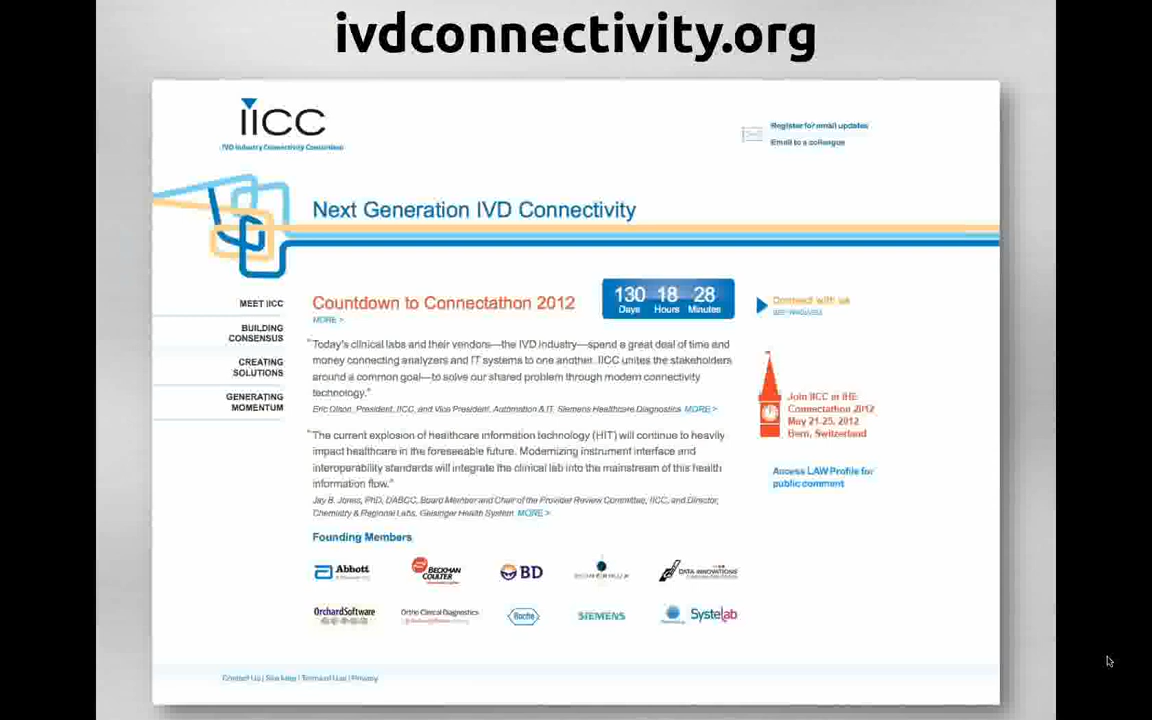 ivdconnectivity.org
IICC
IVD Industry Connectivity Consortium
Register for email updates
Email to a colleague
Next Generation IVD Connectivity
MEET IICC
BUILDING
CONSENSUS
CREATING
SOLUTIONS
GENERATING
MOMENTUM
Countdown to Connectathon 2012
MORE >
130 18 28
Days Hours Minutes
"Today's clinical labs and their vendors—the IVD industry—spend a great deal of time and
money connecting analyzers and IT systems to one another. IICC unites the stakeholders
around a common goal—to solve our shared problem through modern connectivity
technology."
Eric Olson, President, IICC, and Vice President, Automation & IT, Siemens Healthcare Diagnostics MORE >
"The current explosion of healthcare information technology (HIT) will continue to heavily
impact healthcare in the foreseeable future. Modernizing instrument interface and
interoperability standards will integrate the clinical lab into the mainstream of this health
information flow."
Jay B. Jones, PhD, DABCC, Board Member and Chair of the Provider Review Committee, IICC, and Director,
Chemistry & Regional Labs, Geisinger Health System MORE >
Connect with us
Join IICC at IHE
Connectathon 2012
May 21-25, 2012
Bern, Switzerland
Access LAW Profile for
public comment
Founding Members
Abbott
BECKMAN
COULTER
BD
DATA INNOVATIONS
OrchardSoftware
Ortho Clinical Diagnostics
Roche
SIEMENS
Systelab
Contact Us | Site Map | Terms of Use | Privacy